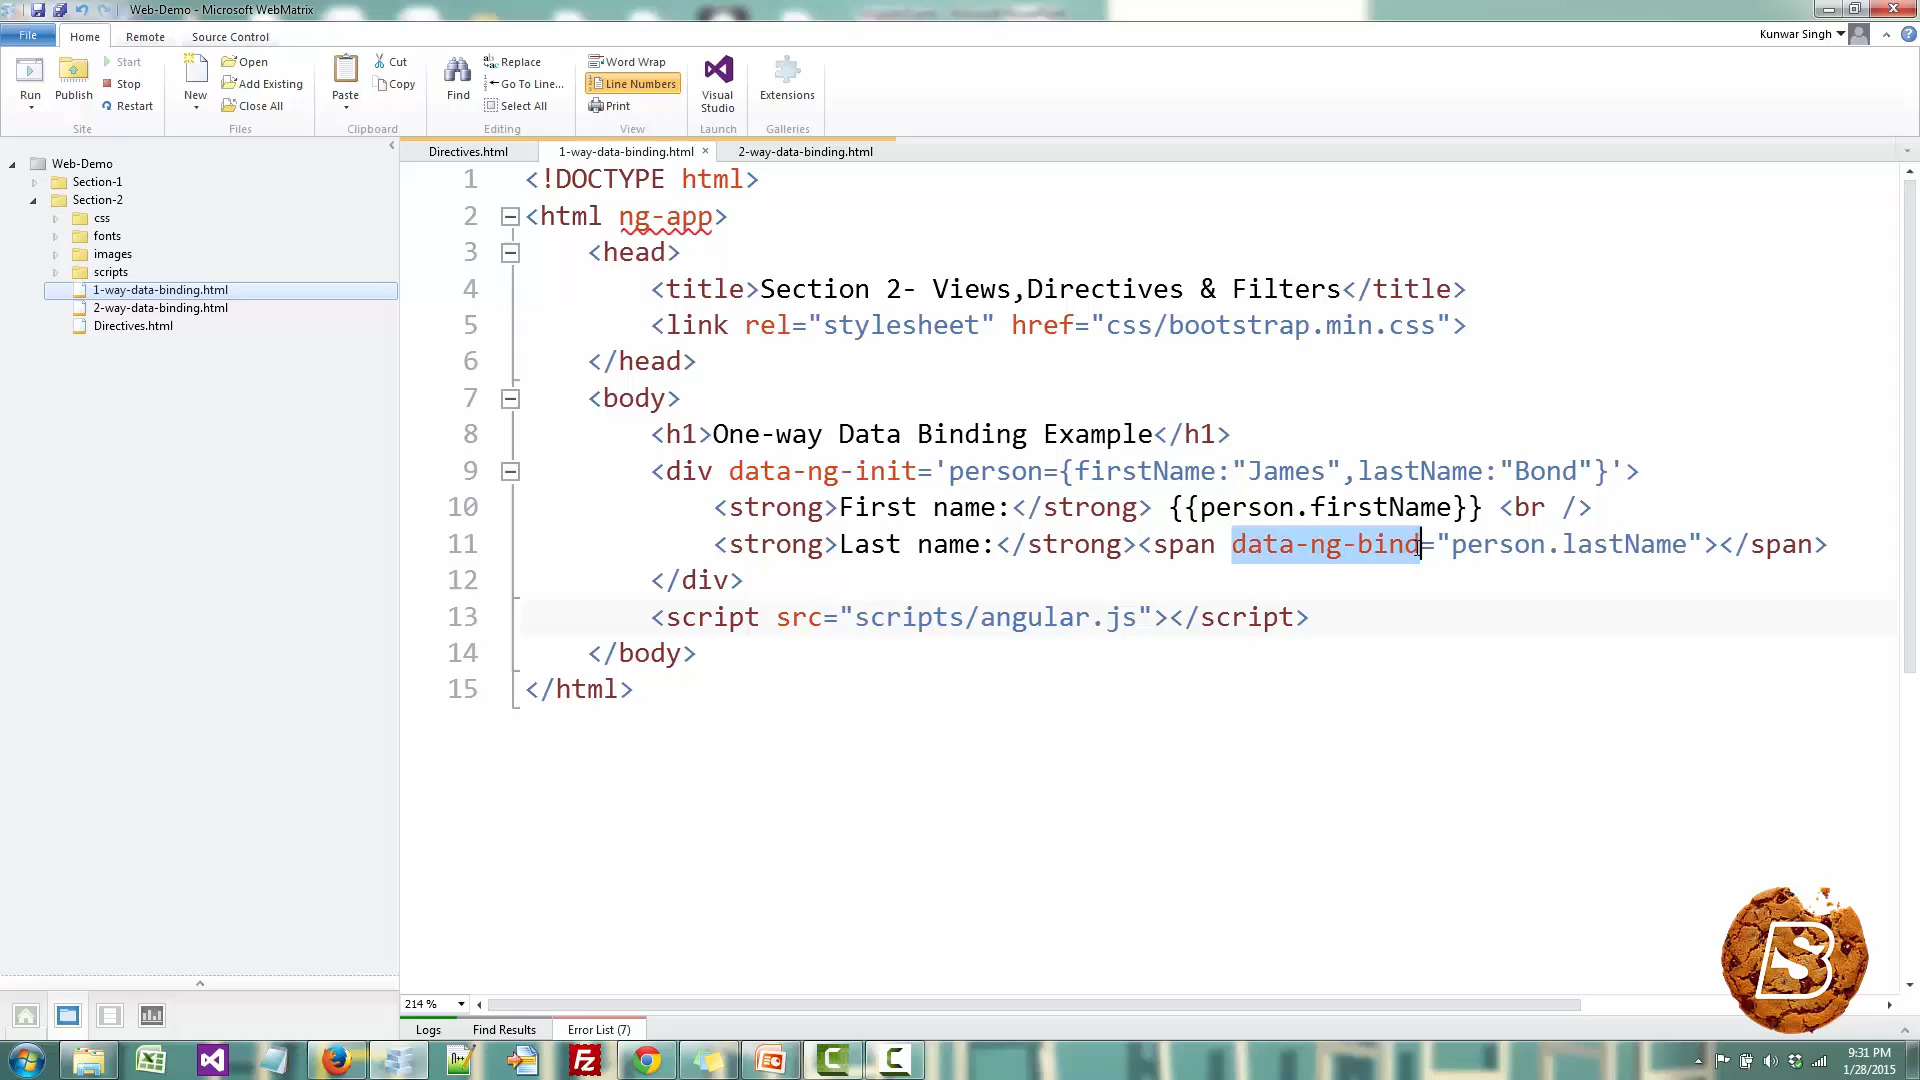 Web-Demo - Microsoft WebMatrix
File Home Remote Source Control Kunwar Singh
Run Publish Start Stop Restart Site
New Open Add Existing Close All Files
Paste Cut Copy Clipboard
Find Replace Go To Line... Select All Editing
Word Wrap Line Numbers Print View
Visual Studio Launch
Extensions Galleries
Web-Demo
Section-1
Section-2
css
fonts
images
scripts
1-way-data-binding.html
2-way-data-binding.html
Directives.html
Directives.html 1-way-data-binding.html × 2-way-data-binding.html
1 <!DOCTYPE html>
2 <html ng-app>
3 <head>
4 <title>Section 2- Views,Directives & Filters</title>
5 <link rel="stylesheet" href="css/bootstrap.min.css">
6 </head>
7 <body>
8 <h1>One-way Data Binding Example</h1>
9 <div data-ng-init='person={firstName:"James",lastName:"Bond"}'>
10 <strong>First name:</strong> {{person.firstName}} <br />
11 <strong>Last name:</strong><span data-ng-bind="person.lastName"></span>
12 </div>
13 <script src="scripts/angular.js"></script>
14 </body>
15 </html>
214 %
Logs Find Results Error List (7)
9:31 PM
1/28/2015